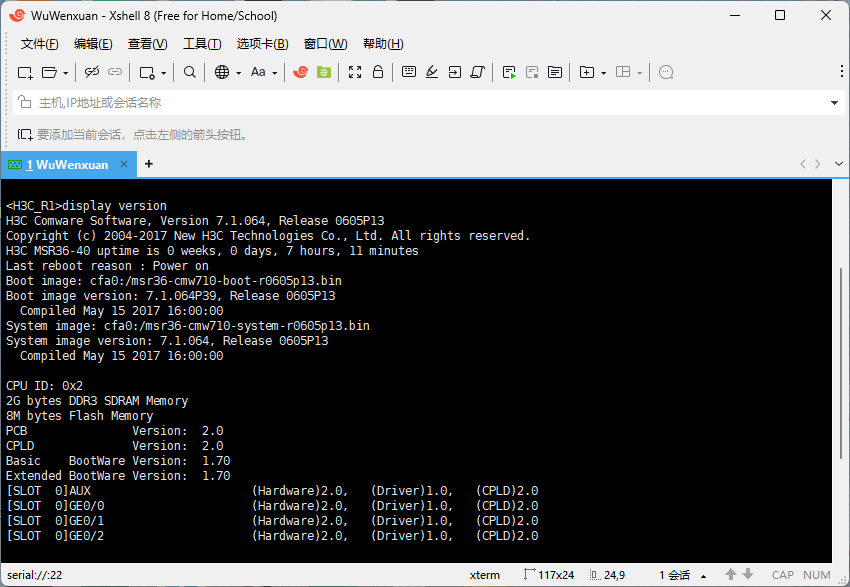 WuWenxuan - Xshell 8 (Free for Home/School)
文件(F) 编辑(E) 查看(V) 工具(T) 选项卡(B) 窗口(W) 帮助(H)
Aa
主机,IP地址或会话名称
要添加当前会话，点击左侧的箭头按钮。
1 WuWenxuan × +
<H3C_R1>display version
H3C Comware Software, Version 7.1.064, Release 0605P13
Copyright (c) 2004-2017 New H3C Technologies Co., Ltd. All rights reserved.
H3C MSR36-40 uptime is 0 weeks, 0 days, 7 hours, 11 minutes
Last reboot reason : Power on
Boot image: cfa0:/msr36-cmw710-boot-r0605p13.bin
Boot image version: 7.1.064P39, Release 0605P13
  Compiled May 15 2017 16:00:00
System image: cfa0:/msr36-cmw710-system-r0605p13.bin
System image version: 7.1.064, Release 0605P13
  Compiled May 15 2017 16:00:00
CPU ID: 0x2
2G bytes DDR3 SDRAM Memory
8M bytes Flash Memory
PCB               Version:  2.0
CPLD              Version:  2.0
Basic    BootWare Version:  1.70
Extended BootWare Version:  1.70
[SLOT  0]AUX                       (Hardware)2.0,   (Driver)1.0,   (CPLD)2.0
[SLOT  0]GE0/0                     (Hardware)2.0,   (Driver)1.0,   (CPLD)2.0
[SLOT  0]GE0/1                     (Hardware)2.0,   (Driver)1.0,   (CPLD)2.0
[SLOT  0]GE0/2                     (Hardware)2.0,   (Driver)1.0,   (CPLD)2.0
serial://:22 xterm 117x24 24,9 1 会话 CAP NUM